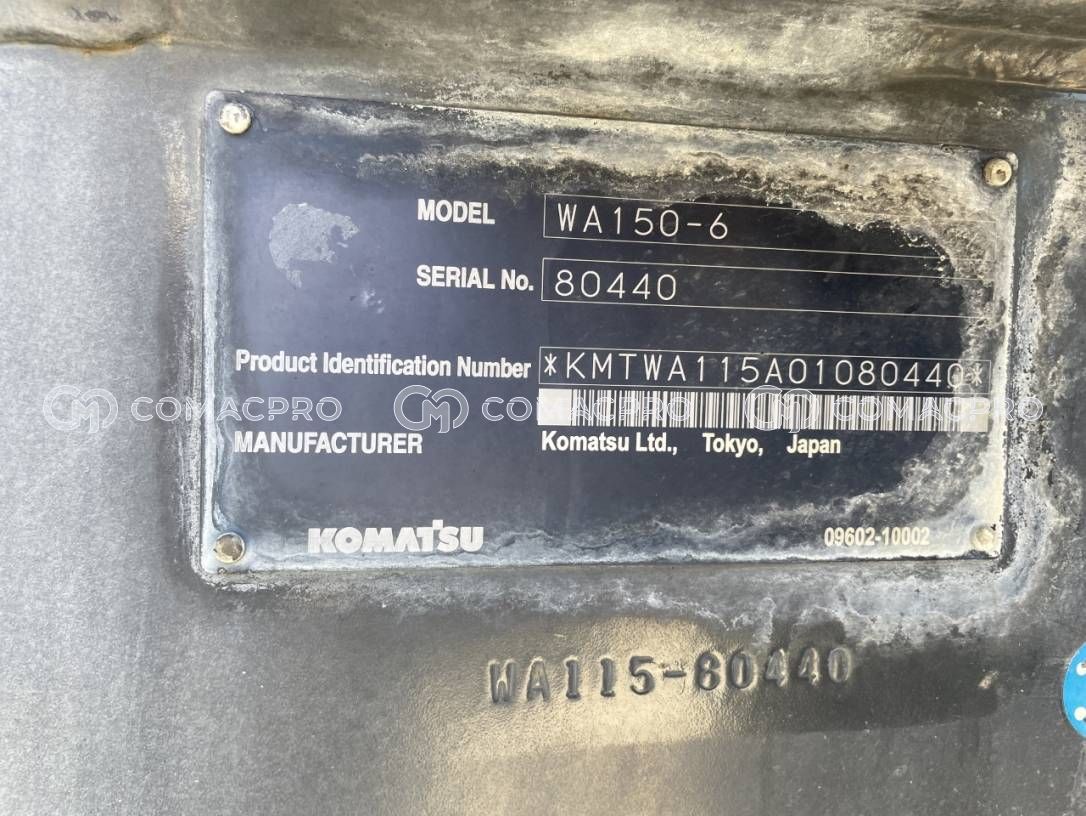 MODEL WA150-6
SERIAL No. 80440
Product Identification Number *KMTWA115A01080440*
COMACPRO COMACPRO COMACPRO
MANUFACTURER Komatsu Ltd., Tokyo, Japan
KOMATSU 09602-10002
WA115-80440